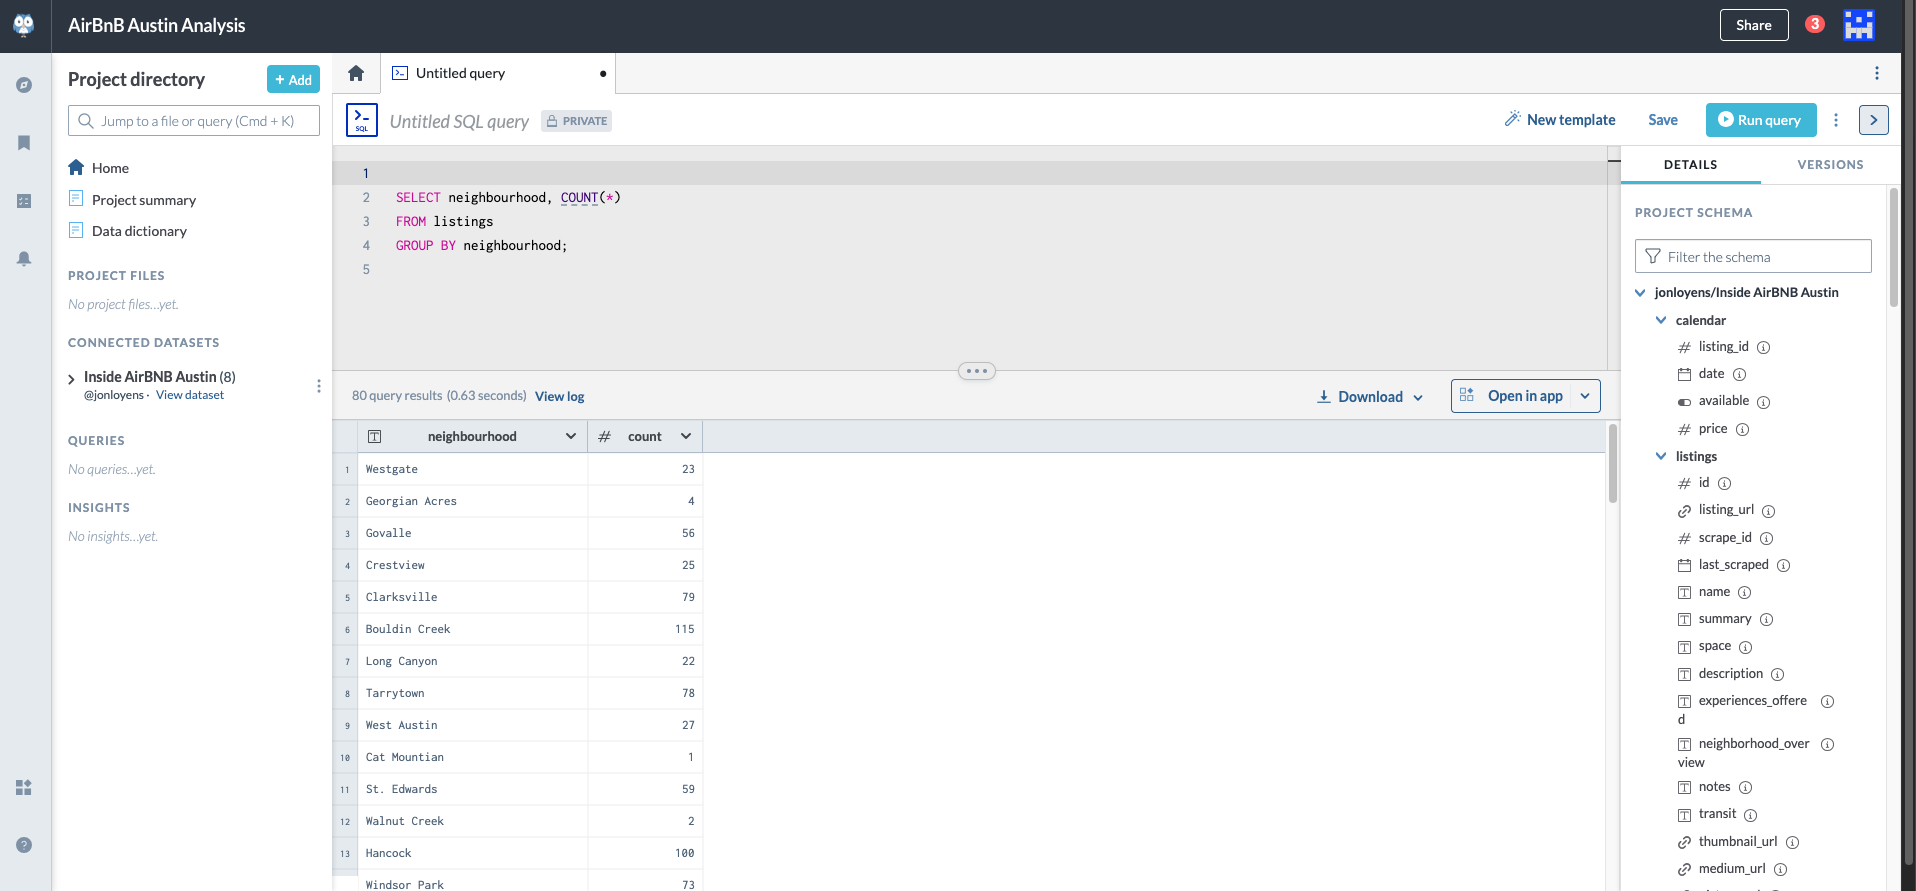 AirBnB Austin Analysis
Share
3
Project directory
+ Add
Jump to a file or query (Cmd + K)
Home
Project summary
Data dictionary
PROJECT FILES
No project files...yet.
CONNECTED DATASETS
Inside AirBNB Austin (8)
@jonloyens · View dataset
QUERIES
No queries...yet.
INSIGHTS
No insights...yet.
Untitled query
SQL
Untitled SQL query
PRIVATE
New template
Save
Run query
1
2 SELECT neighbourhood, COUNT(*)
3 FROM listings
4 GROUP BY neighbourhood;
5
80 query results (0.63 seconds) View log
Download
Open in app
neighbourhood # count
1 Westgate 23
2 Georgian Acres 4
3 Govalle 56
4 Crestview 25
5 Clarksville 79
6 Bouldin Creek 115
7 Long Canyon 22
8 Tarrytown 78
9 West Austin 27
10 Cat Mountian 1
11 St. Edwards 59
12 Walnut Creek 2
13 Hancock 100
Windsor Park 73
DETAILS
VERSIONS
PROJECT SCHEMA
Filter the schema
jonloyens/Inside AirBNB Austin
calendar
# listing_id
date
available
# price
listings
# id
listing_url
# scrape_id
last_scraped
name
summary
space
description
experiences_offere
d
neighborhood_over
view
notes
transit
thumbnail_url
medium_url